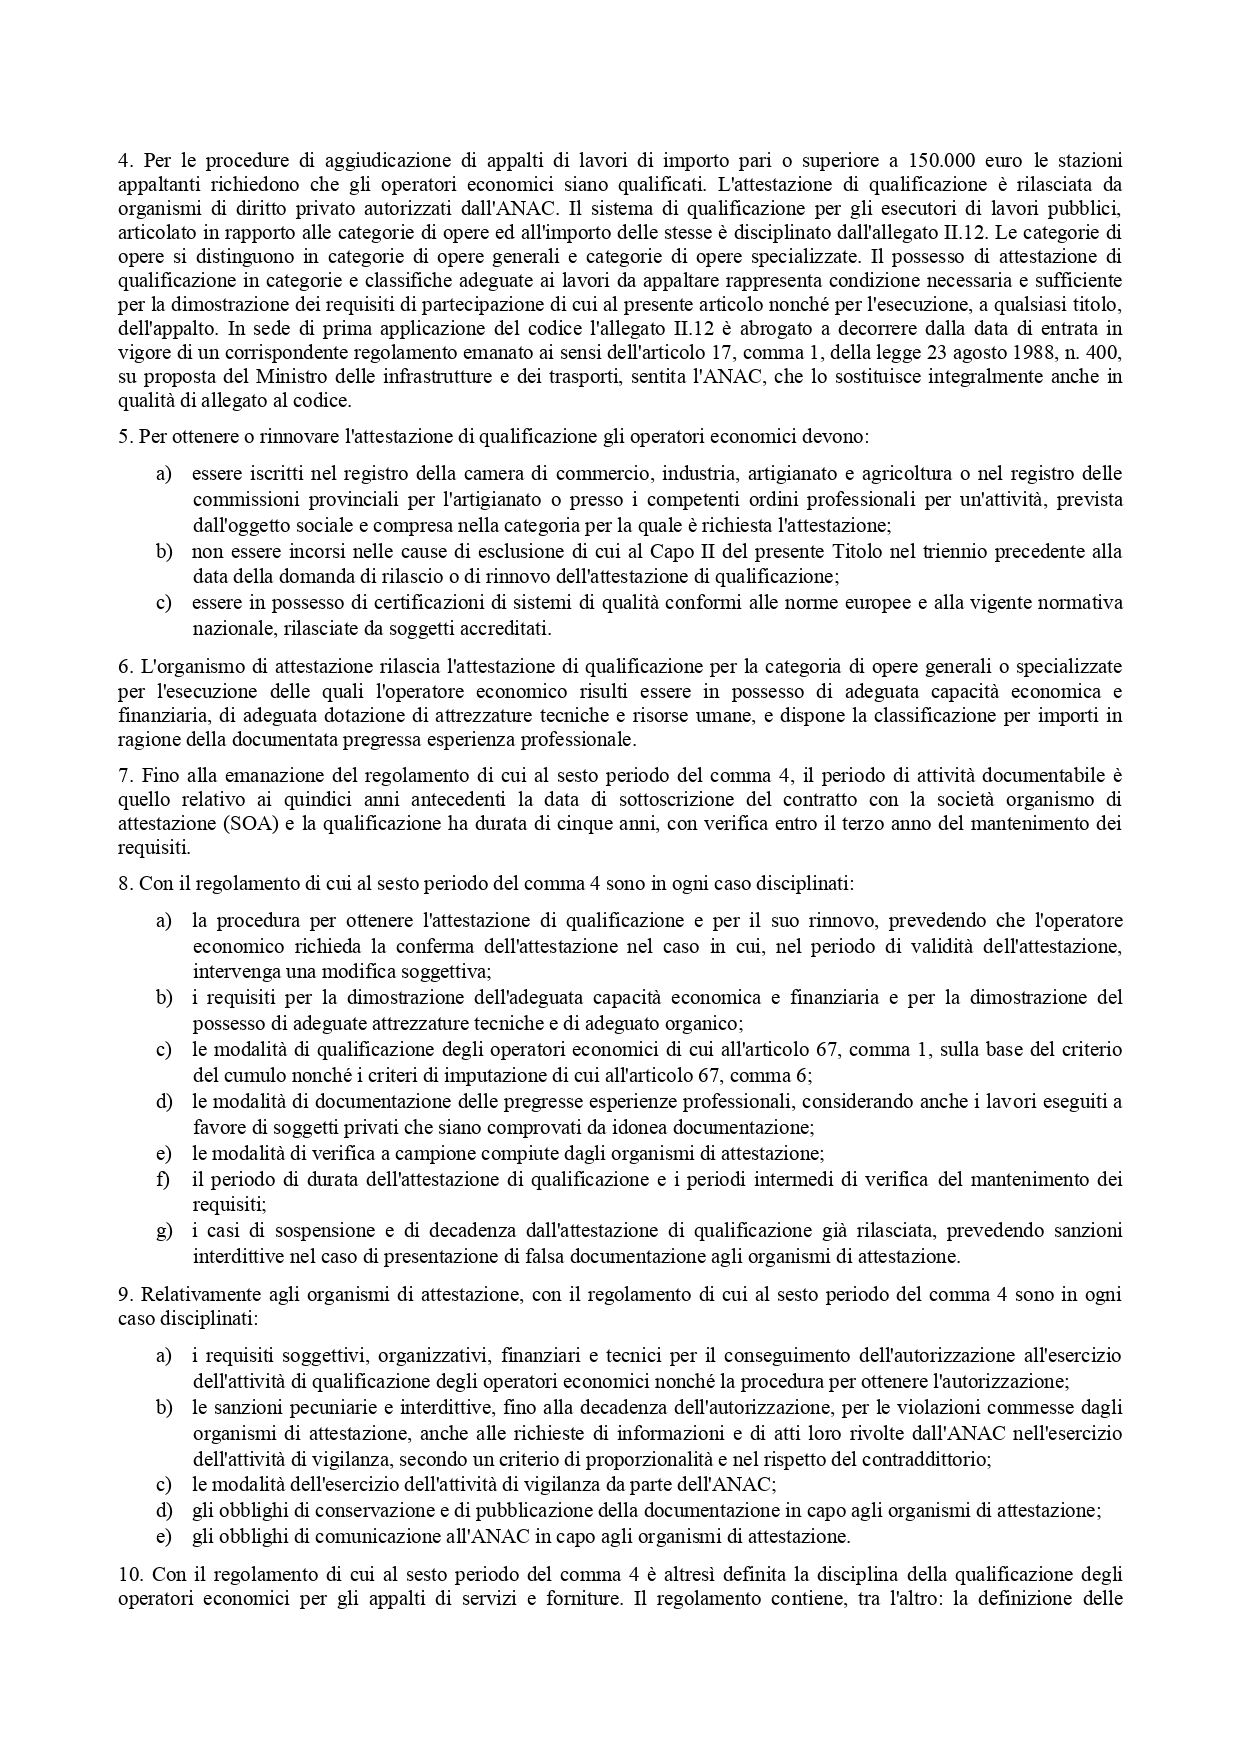 4. Per le procedure di aggiudicazione di appalti di lavori di importo pari o superiore a 150.000 euro le stazioni
appaltanti richiedono che gli operatori economici siano qualificati. L'attestazione di qualificazione è rilasciata da
organismi di diritto privato autorizzati dall'ANAC. Il sistema di qualificazione per gli esecutori di lavori pubblici,
articolato in rapporto alle categorie di opere ed all'importo delle stesse è disciplinato dall'allegato II.12. Le categorie di
opere si distinguono in categorie di opere generali e categorie di opere specializzate. Il possesso di attestazione di
qualificazione in categorie e classifiche adeguate ai lavori da appaltare rappresenta condizione necessaria e sufficiente
per la dimostrazione dei requisiti di partecipazione di cui al presente articolo nonché per l'esecuzione, a qualsiasi titolo,
dell'appalto. In sede di prima applicazione del codice l'allegato II.12 è abrogato a decorrere dalla data di entrata in
vigore di un corrispondente regolamento emanato ai sensi dell'articolo 17, comma 1, della legge 23 agosto 1988, n. 400,
su proposta del Ministro delle infrastrutture e dei trasporti, sentita l'ANAC, che lo sostituisce integralmente anche in
qualità di allegato al codice.
5. Per ottenere o rinnovare l'attestazione di qualificazione gli operatori economici devono:
a) essere iscritti nel registro della camera di commercio, industria, artigianato e agricoltura o nel registro delle
commissioni provinciali per l'artigianato o presso i competenti ordini professionali per un'attività, prevista
dall'oggetto sociale e compresa nella categoria per la quale è richiesta l'attestazione;
b) non essere incorsi nelle cause di esclusione di cui al Capo II del presente Titolo nel triennio precedente alla
data della domanda di rilascio o di rinnovo dell'attestazione di qualificazione;
c) essere in possesso di certificazioni di sistemi di qualità conformi alle norme europee e alla vigente normativa
nazionale, rilasciate da soggetti accreditati.
6. L'organismo di attestazione rilascia l'attestazione di qualificazione per la categoria di opere generali o specializzate
per l'esecuzione delle quali l'operatore economico risulti essere in possesso di adeguata capacità economica e
finanziaria, di adeguata dotazione di attrezzature tecniche e risorse umane, e dispone la classificazione per importi in
ragione della documentata pregressa esperienza professionale.
7. Fino alla emanazione del regolamento di cui al sesto periodo del comma 4, il periodo di attività documentabile è
quello relativo ai quindici anni antecedenti la data di sottoscrizione del contratto con la società organismo di
attestazione (SOA) e la qualificazione ha durata di cinque anni, con verifica entro il terzo anno del mantenimento dei
requisiti.
8. Con il regolamento di cui al sesto periodo del comma 4 sono in ogni caso disciplinati:
a) la procedura per ottenere l'attestazione di qualificazione e per il suo rinnovo, prevedendo che l'operatore
economico richieda la conferma dell'attestazione nel caso in cui, nel periodo di validità dell'attestazione,
intervenga una modifica soggettiva;
b) i requisiti per la dimostrazione dell'adeguata capacità economica e finanziaria e per la dimostrazione del
possesso di adeguate attrezzature tecniche e di adeguato organico;
c) le modalità di qualificazione degli operatori economici di cui all'articolo 67, comma 1, sulla base del criterio
del cumulo nonché i criteri di imputazione di cui all'articolo 67, comma 6;
d) le modalità di documentazione delle pregresse esperienze professionali, considerando anche i lavori eseguiti a
favore di soggetti privati che siano comprovati da idonea documentazione;
e) le modalità di verifica a campione compiute dagli organismi di attestazione;
f) il periodo di durata dell'attestazione di qualificazione e i periodi intermedi di verifica del mantenimento dei
requisiti;
g) i casi di sospensione e di decadenza dall'attestazione di qualificazione già rilasciata, prevedendo sanzioni
interdittive nel caso di presentazione di falsa documentazione agli organismi di attestazione.
9. Relativamente agli organismi di attestazione, con il regolamento di cui al sesto periodo del comma 4 sono in ogni
caso disciplinati:
a) i requisiti soggettivi, organizzativi, finanziari e tecnici per il conseguimento dell'autorizzazione all'esercizio
dell'attività di qualificazione degli operatori economici nonché la procedura per ottenere l'autorizzazione;
b) le sanzioni pecuniarie e interdittive, fino alla decadenza dell'autorizzazione, per le violazioni commesse dagli
organismi di attestazione, anche alle richieste di informazioni e di atti loro rivolte dall'ANAC nell'esercizio
dell'attività di vigilanza, secondo un criterio di proporzionalità e nel rispetto del contraddittorio;
c) le modalità dell'esercizio dell'attività di vigilanza da parte dell'ANAC;
d) gli obblighi di conservazione e di pubblicazione della documentazione in capo agli organismi di attestazione;
e) gli obblighi di comunicazione all'ANAC in capo agli organismi di attestazione.
10. Con il regolamento di cui al sesto periodo del comma 4 è altresì definita la disciplina della qualificazione degli
operatori economici per gli appalti di servizi e forniture. Il regolamento contiene, tra l'altro: la definizione delle